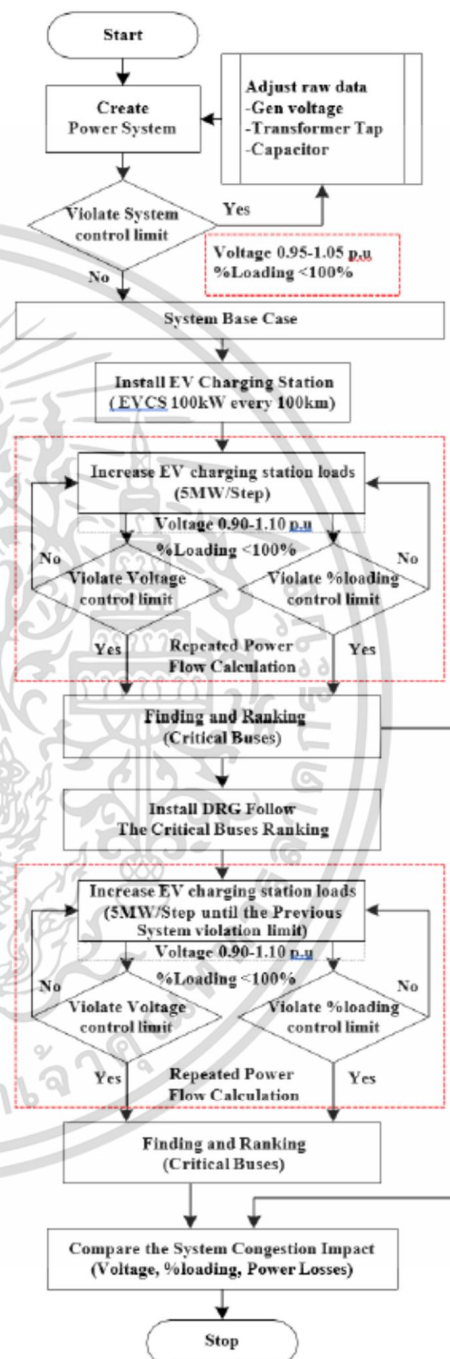 Start
Create
Power System
Adjust raw data
-Gen voltage
-Transformer Tap
-Capacitor
Violate System
control limit
Yes
Voltage 0.95-1.05 p.u
%Loading <100%
No
System Base Case
Install EV Charging Station
( EVCS 100kW every 100km)
Increase EV charging station loads
(5MW/Step)
Voltage 0.90-1.10 p.u
%Loading <100%
No
No
Violate Voltage
control limit
Violate %loading
control limit
Yes
Repeated Power
Flow Calculation
Yes
Finding and Ranking
(Critical Buses)
Install DRG Follow
The Critical Buses Ranking
Increase EV charging station loads
(5MW/Step until the Previous
System violation limit)
Voltage 0.90-1.10 p.u
%Loading <100%
No
No
Violate Voltage
control limit
Violate %loading
control limit
Yes
Repeated Power
Flow Calculation
Yes
Finding and Ranking
(Critical Buses)
Compare the System Congestion Impact
(Voltage, %loading, Power Losses)
Stop